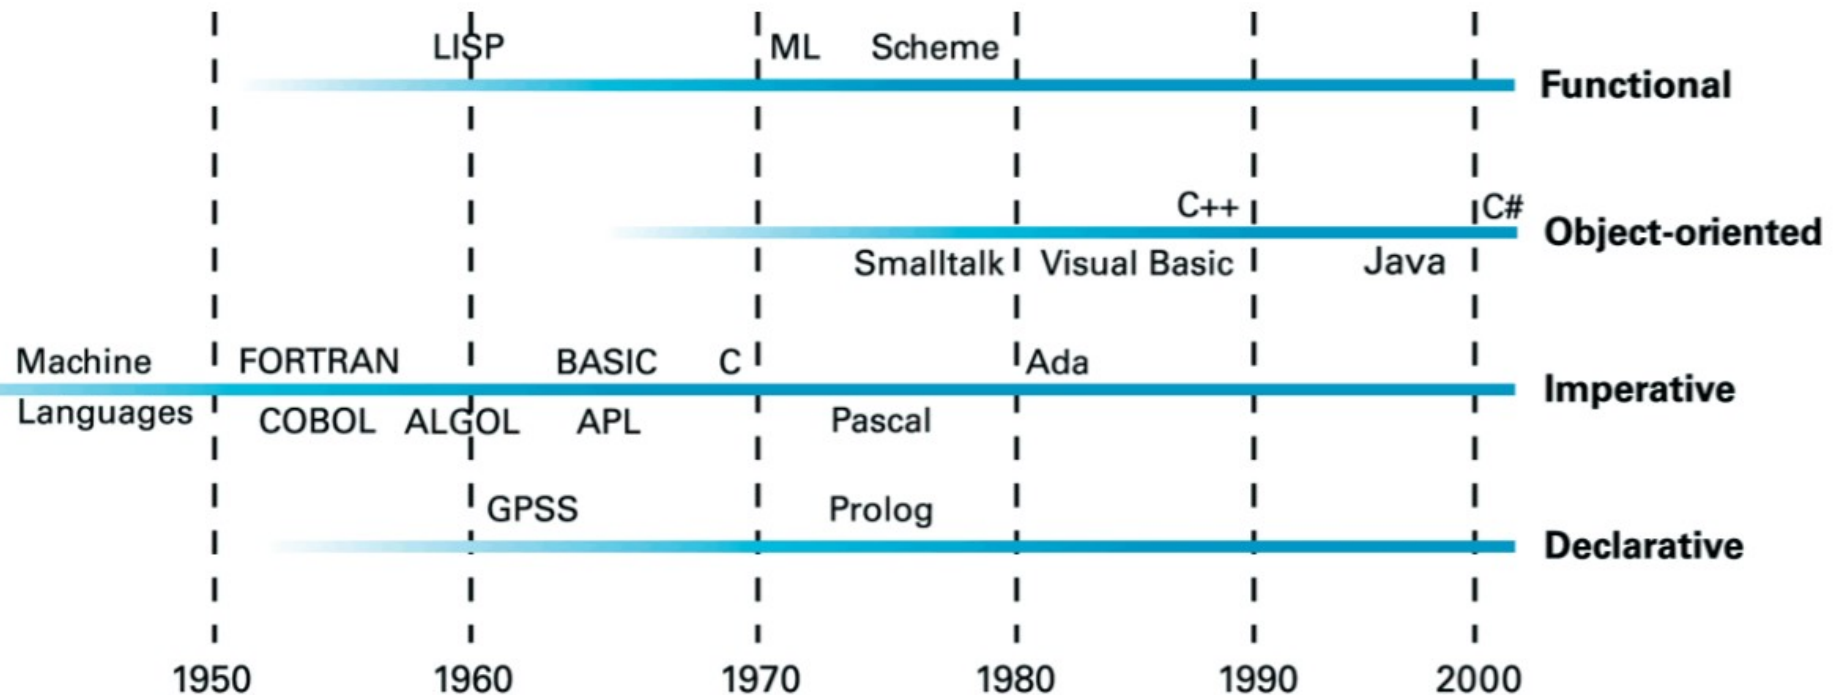 LISP ML Scheme
Functional
C++ C#
Object-oriented
Smalltalk Visual Basic Java
Machine FORTRAN BASIC C Ada
Imperative
Languages COBOL ALGOL APL Pascal
GPSS Prolog
Declarative
1950 1960 1970 1980 1990 2000